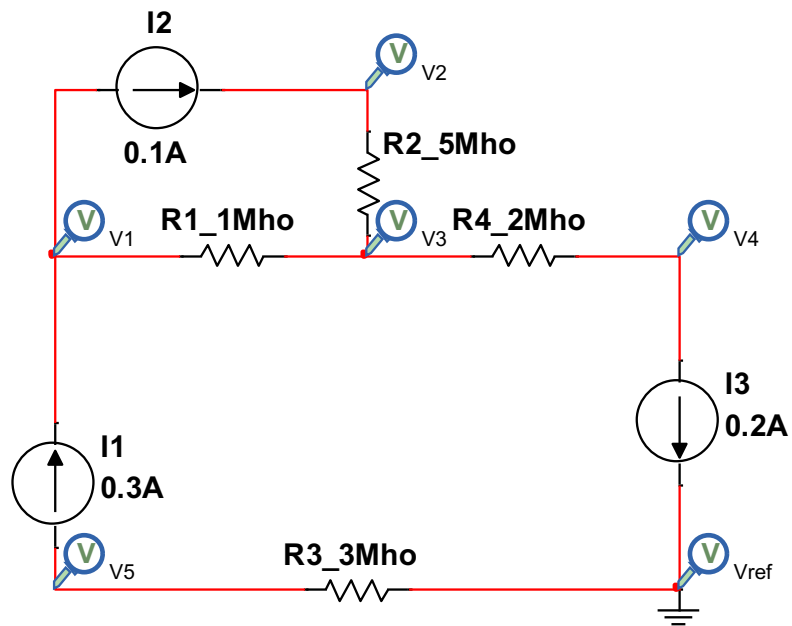 I2
V
V2
0.1A
R2_5Mho
V
V1
R1_1Mho
V
V3
R4_2Mho
V
V4
I3
0.2A
I1
0.3A
V
V5
R3_3Mho
V
Vref